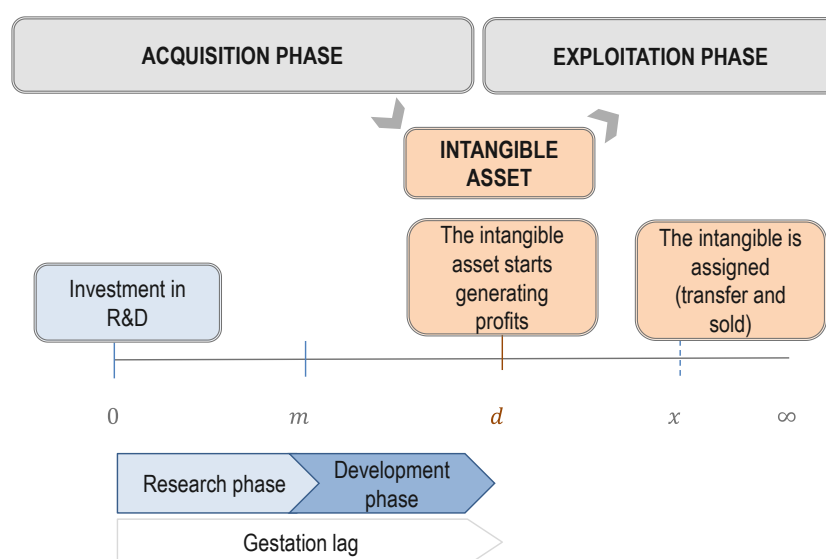 ACQUISITION PHASE
EXPLOITATION PHASE
INTANGIBLE
ASSET
The intangible
asset starts
generating
profits
The intangible is
assigned
(transfer and
sold)
Investment in
R&D
0
m
d
x
∞
Research phase
Development
phase
Gestation lag